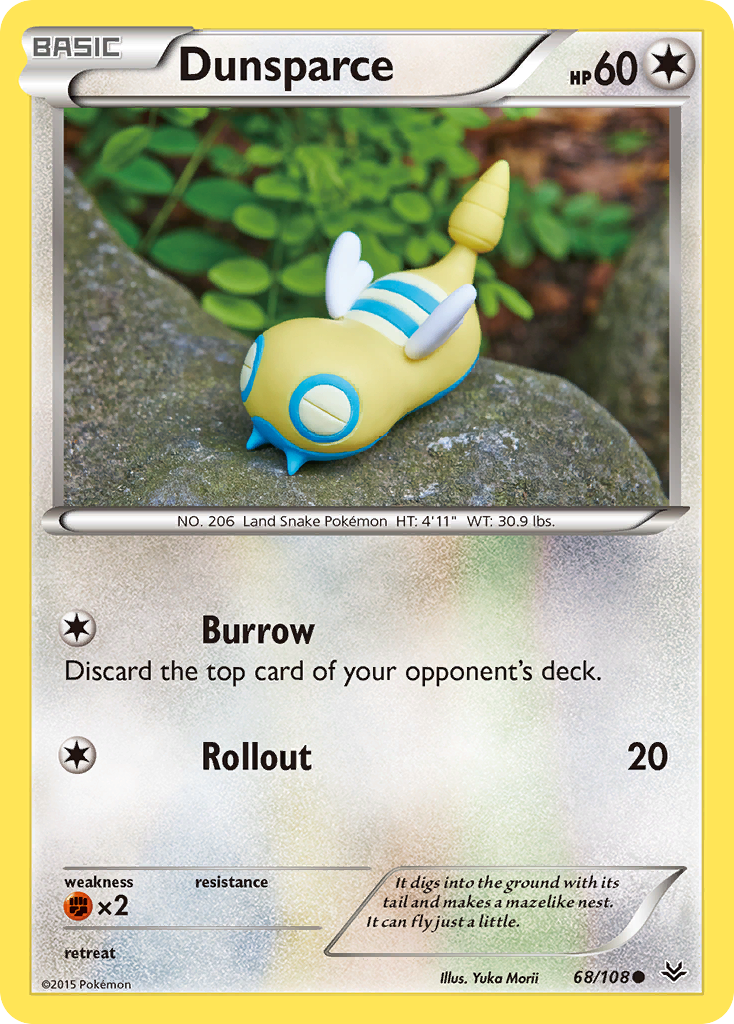 BASIC
Dunsparce
HP60
NO. 206 Land Snake Pokémon HT: 4'11" WT: 30.9 lbs.
Burrow
Discard the top card of your opponent's deck.
Rollout 20
weakness resistance
×2
It digs into the ground with its
tail and makes a mazelike nest.
It can fly just a little.
retreat
©2015 Pokémon
Illus. Yuka Morii 68/108